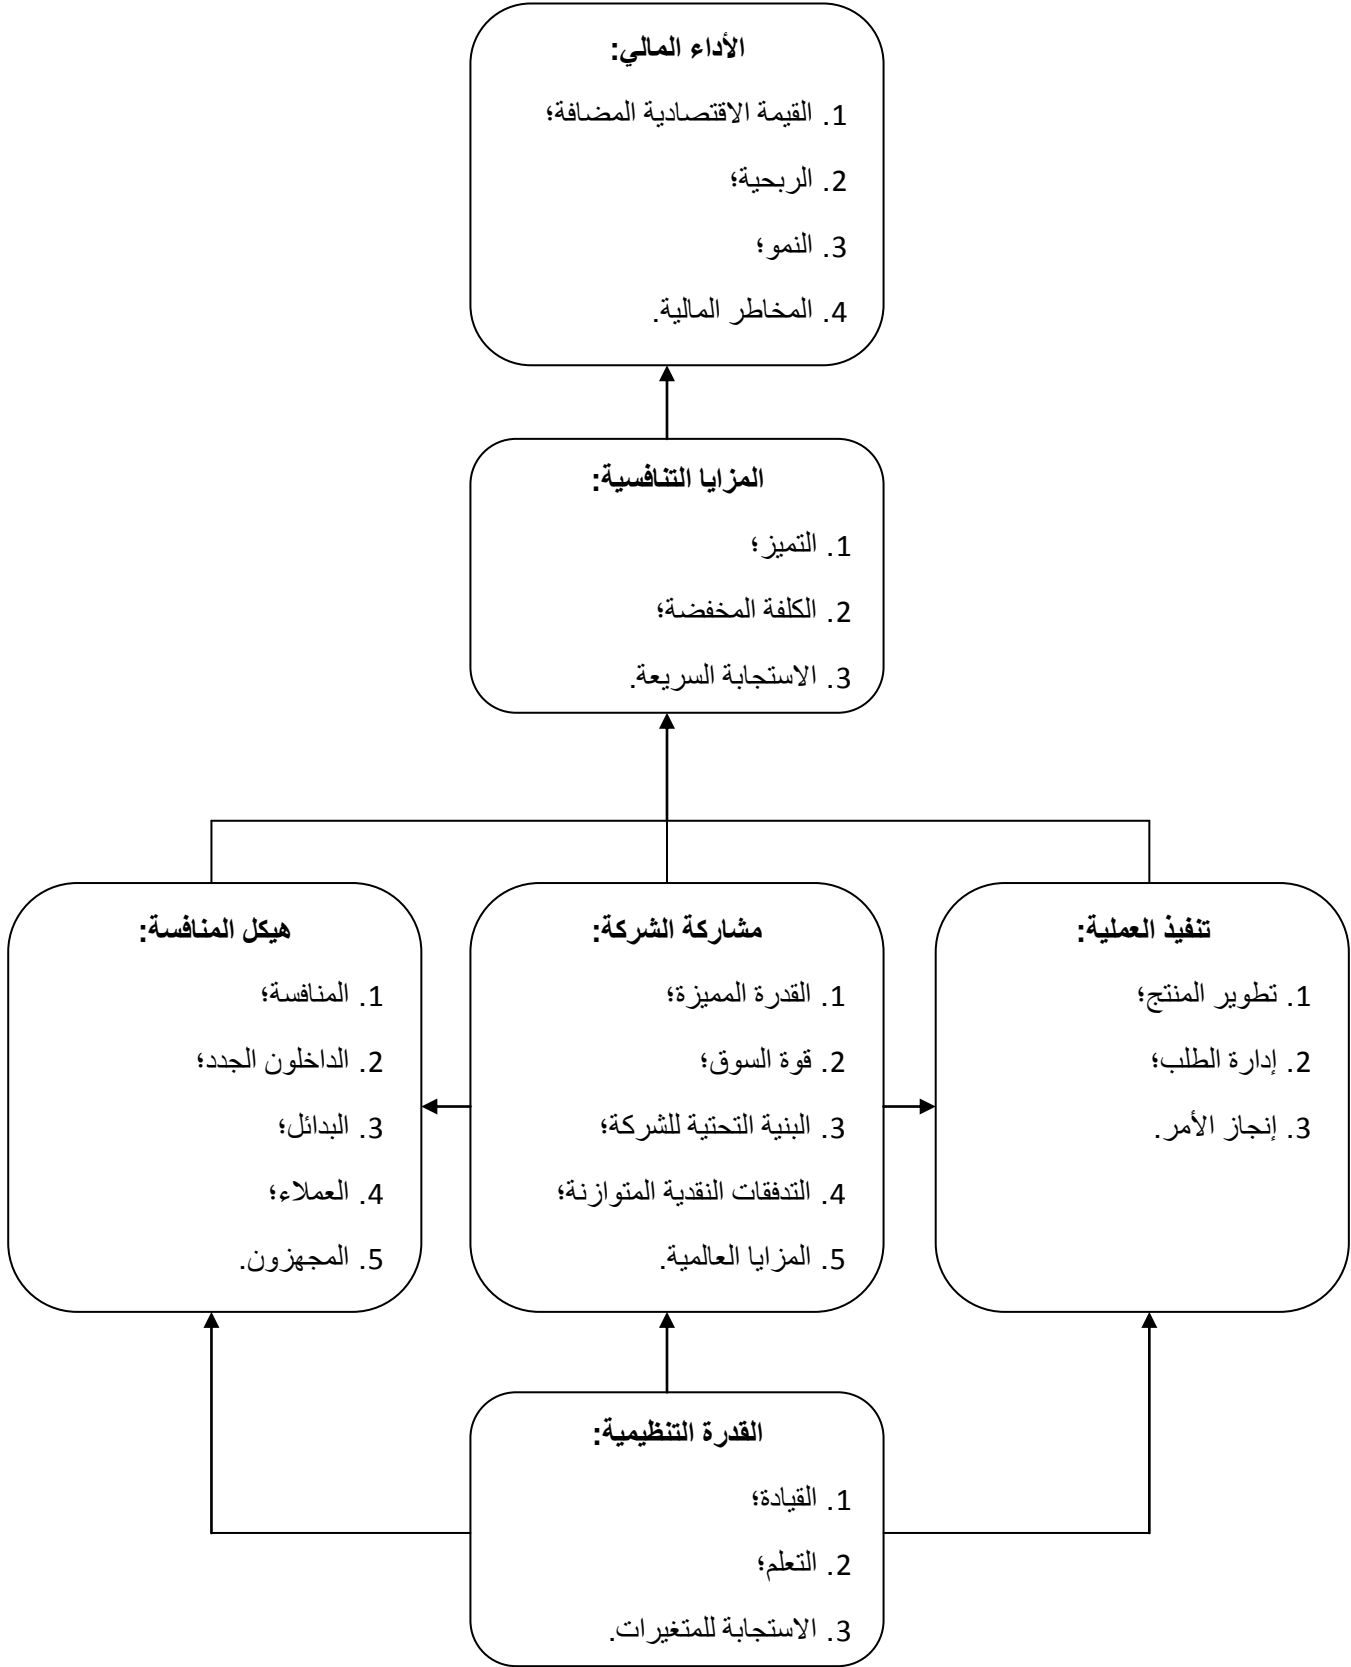 الأداء المالي:
1. القيمة الاقتصادية المضافة؛
2. الربحية؛
3. النمو؛
4. المخاطر المالية.
المزايا التنافسية:
1. التميز؛
2. الكلفة المخفضة؛
3. الاستجابة السريعة.
تنفيذ العملية:
1. تطوير المنتج؛
2. إدارة الطلب؛
3. إنجاز الأمر.
مشاركة الشركة:
1. القدرة المميزة؛
2. قوة السوق؛
3. البنية التحتية للشركة؛
4. التدفقات النقدية المتوازنة؛
5. المزايا العالمية.
هيكل المنافسة:
1. المنافسة؛
2. الداخلون الجدد؛
3. البدائل؛
4. العملاء؛
5. المجهزون.
القدرة التنظيمية:
1. القيادة؛
2. التعلم؛
3. الاستجابة للمتغيرات.